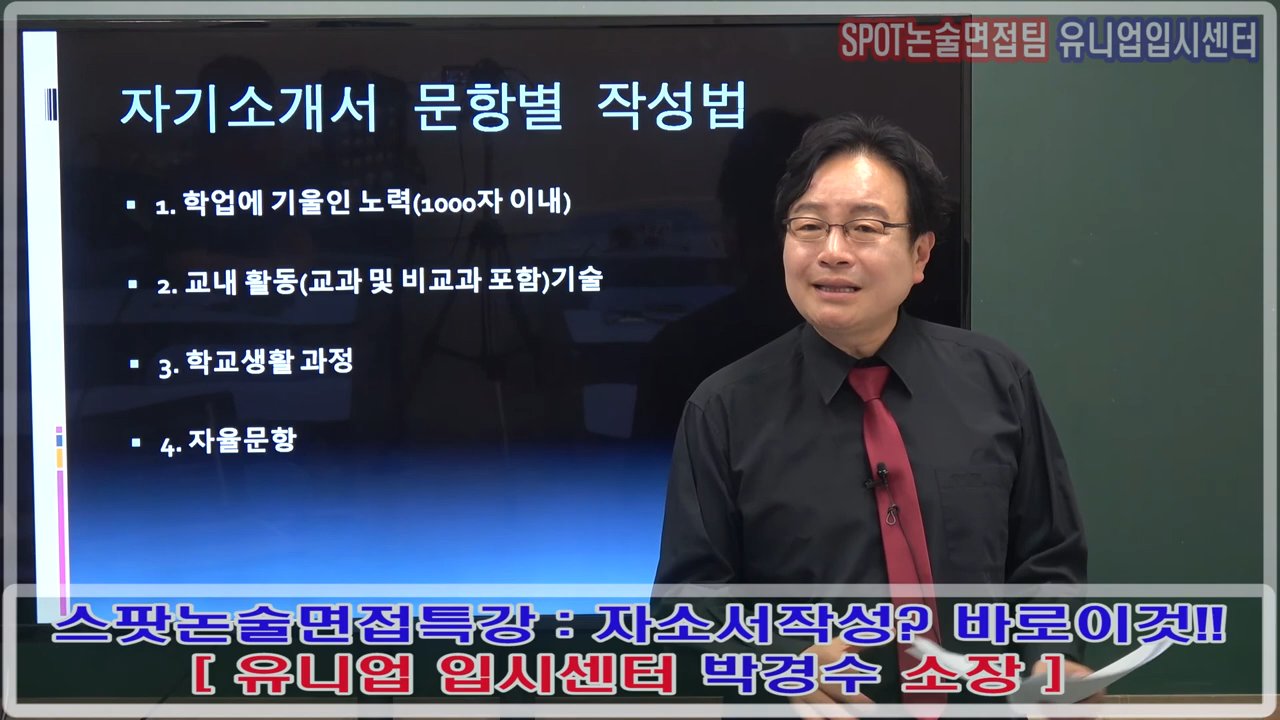 SPOT논술면접팀 유니업입시센터
자기소개서 문항별 작성법
1. 학업에 기울인 노력(1000자 이내)
2. 교내 활동(교과 및 비교과 포함)기술
3. 학교생활 과정
4. 자율문항
스팟논술면접특강 : 자소서작성? 바로이것!!
[ 유니업 입시센터 박경수 소장 ]